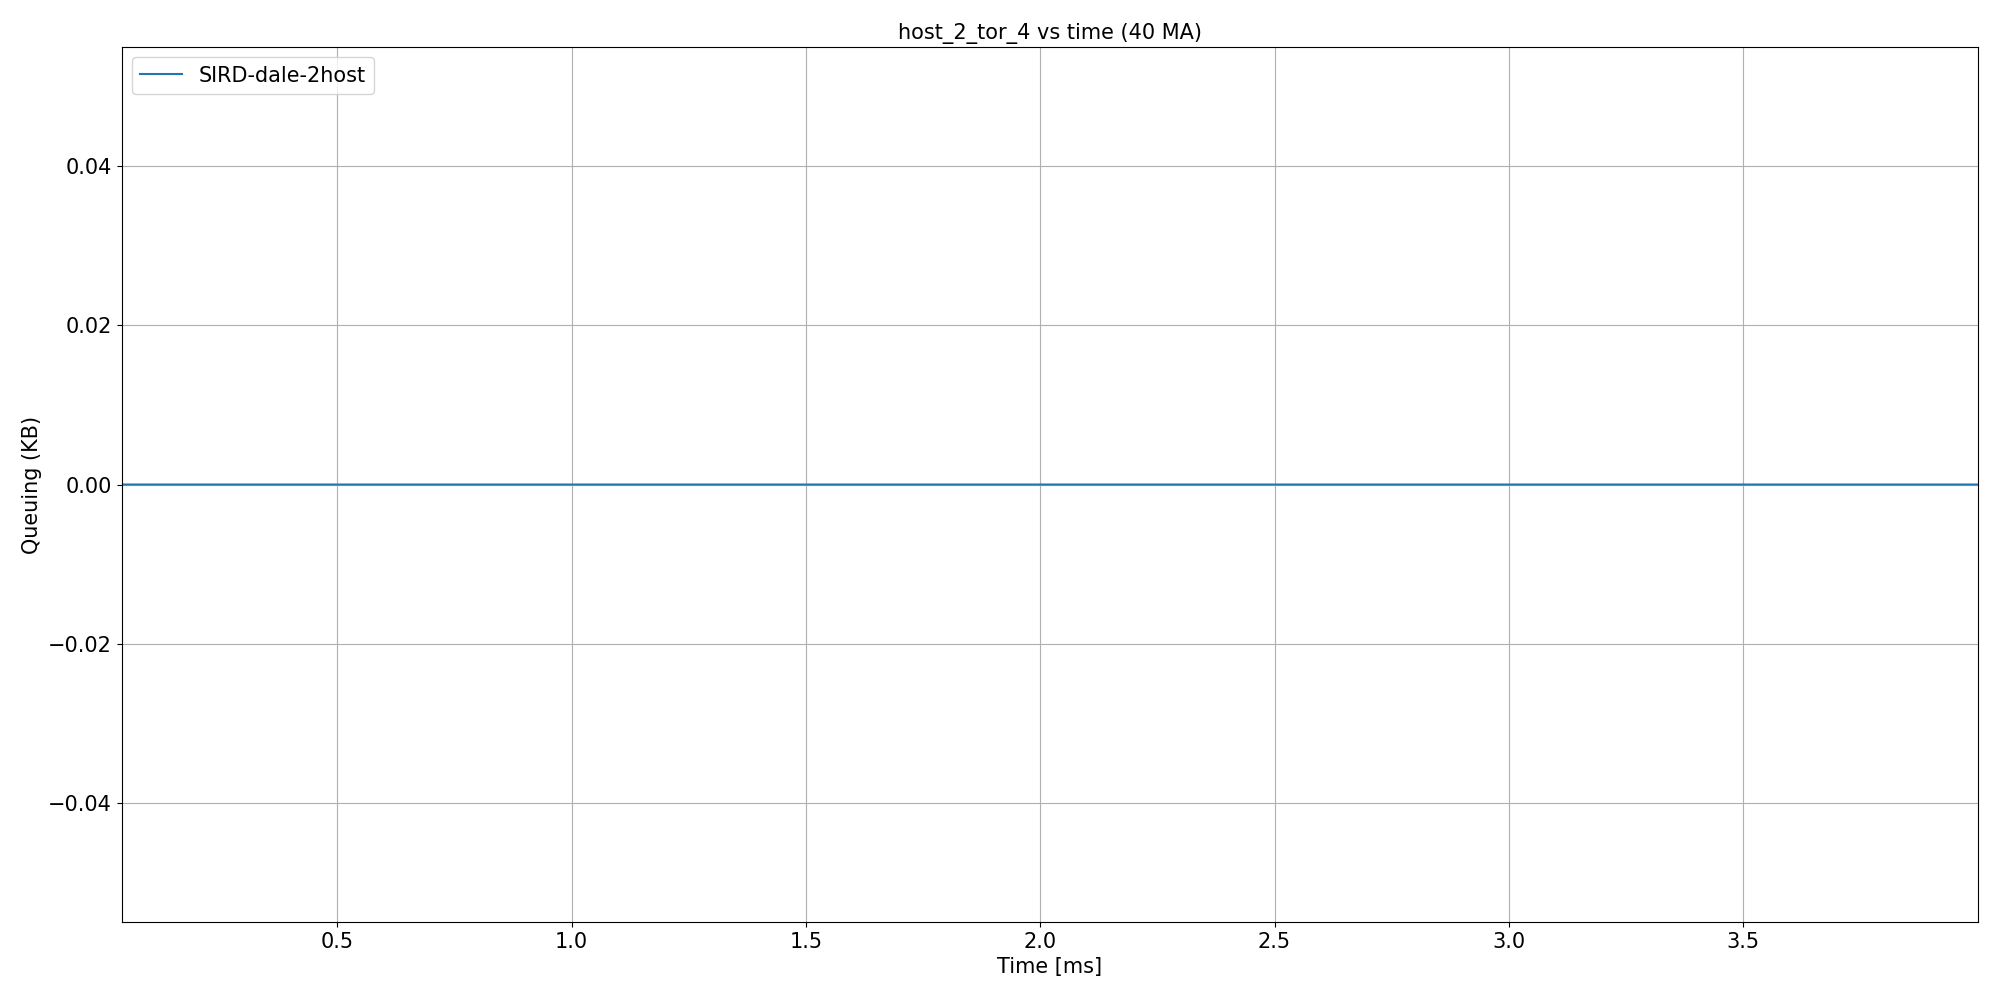 host_2_tor_4 vs time (40 MA)
SIRD-dale-2host
0.04
0.02
0.00
−0.02
−0.04
Queuing (KB)
0.5 1.0 1.5 2.0 2.5 3.0 3.5
Time [ms]